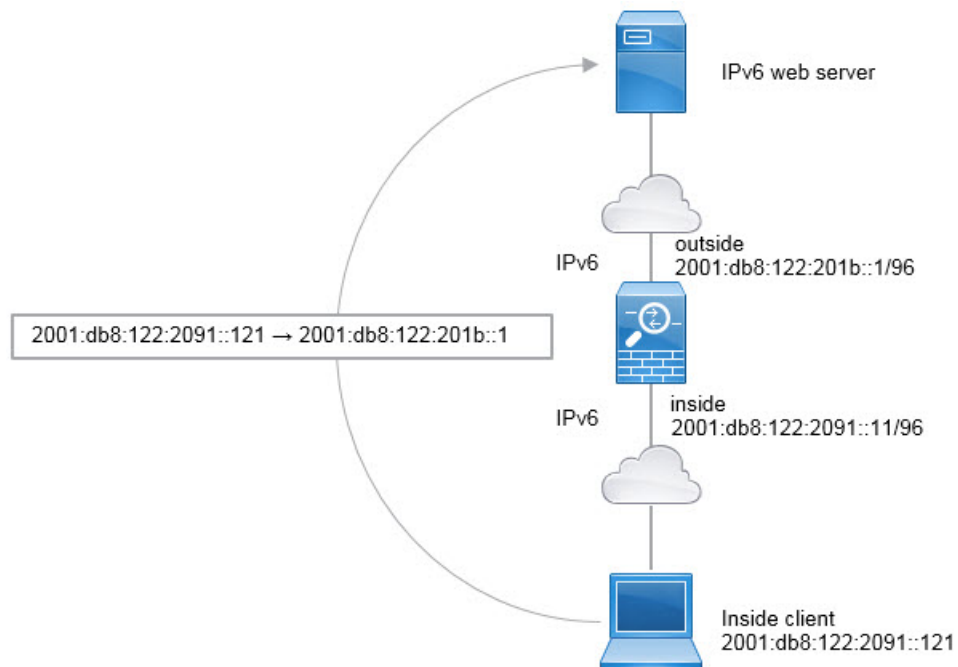 IPv6 web server
outside
IPv6
2001:db8:122:201b::1/96
2001:db8:122:2091::121 → 2001:db8:122:201b::1
inside
IPv6
2001:db8:122:2091::11/96
Inside client
2001:db8:122:2091::121